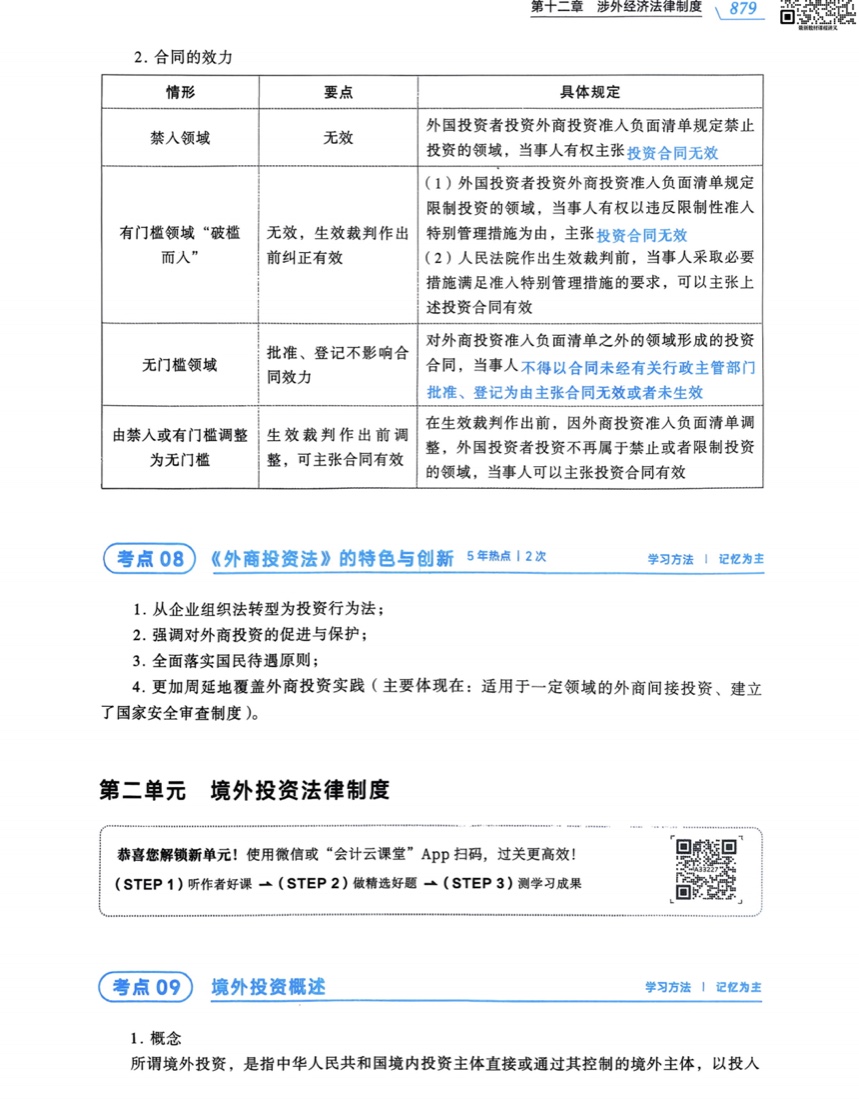 第十二章 涉外经济法律制度 879
2. 合同的效力
情形 要点 具体规定
禁入领域 无效
外国投资者投资外商投资准入负面清单规定禁止
投资的领域，当事人有权主张投资合同无效
有门槛领域“破槛
而入”
无效，生效裁判作出
前纠正有效
（1）外国投资者投资外商投资准入负面清单规定
限制投资的领域，当事人有权以违反限制性准入
特别管理措施为由，主张投资合同无效
（2）人民法院作出生效裁判前，当事人采取必要
措施满足准入特别管理措施的要求，可以主张上
述投资合同有效
无门槛领域
批准、登记不影响合
同效力
对外商投资准入负面清单之外的领域形成的投资
合同，当事人不得以合同未经有关行政主管部门
批准、登记为由主张合同无效或者未生效
由禁入或有门槛调整
为无门槛
生效裁判作出前调
整，可主张合同有效
在生效裁判作出前，因外商投资准入负面清单调
整，外国投资者投资不再属于禁止或者限制投资
的领域，当事人可以主张投资合同有效
考点 08 《外商投资法》的特色与创新 5年热点 | 2次 学习方法 | 记忆为主
1. 从企业组织法转型为投资行为法；
2. 强调对外商投资的促进与保护；
3. 全面落实国民待遇原则；
4. 更加周延地覆盖外商投资实践（主要体现在：适用于一定领域的外商间接投资、建立
了国家安全审查制度）。
第二单元 境外投资法律制度
恭喜您解锁新单元！使用微信或“会计云课堂”App 扫码，过关更高效！
（STEP 1）听作者好课 ⇀（STEP 2）做精选好题 ⇀（STEP 3）测学习成果
A33227
考点 09 境外投资概述 学习方法 | 记忆为主
1. 概念
所谓境外投资，是指中华人民共和国境内投资主体直接或通过其控制的境外主体，以投入